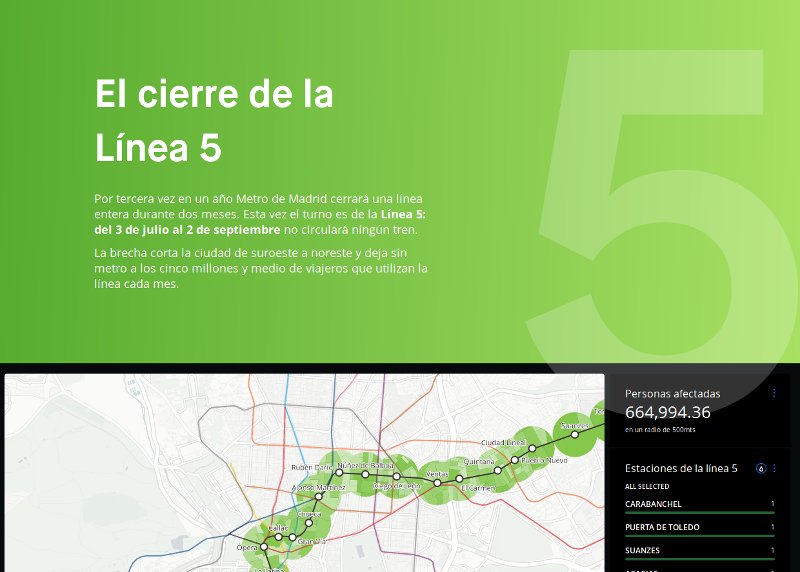 El cierre de la
Línea 5
5
Por tercera vez en un año Metro de Madrid cerrará una línea
entera durante dos meses. Esta vez el turno es de la Línea 5:
del 3 de julio al 2 de septiembre no circulará ningún tren.
La brecha corta la ciudad de suroeste a noreste y deja sin
metro a los cinco millones y medio de viajeros que utilizan la
línea cada mes.
Suanzes
Ciudad Lineal
Pueblo Nuevo
Quintana
El Carmen
Ventas
Diego de León
Núñez de Balboa
Rubén Darío
Alonso Martínez
Chueca
Gran Vía
Callao
Ópera
La Latina
Personas afectadas
664,994.36
en un radio de 500mts
Estaciones de la línea 5
6
ALL SELECTED
CARABANCHEL 1
PUERTA DE TOLEDO 1
SUANZES 1